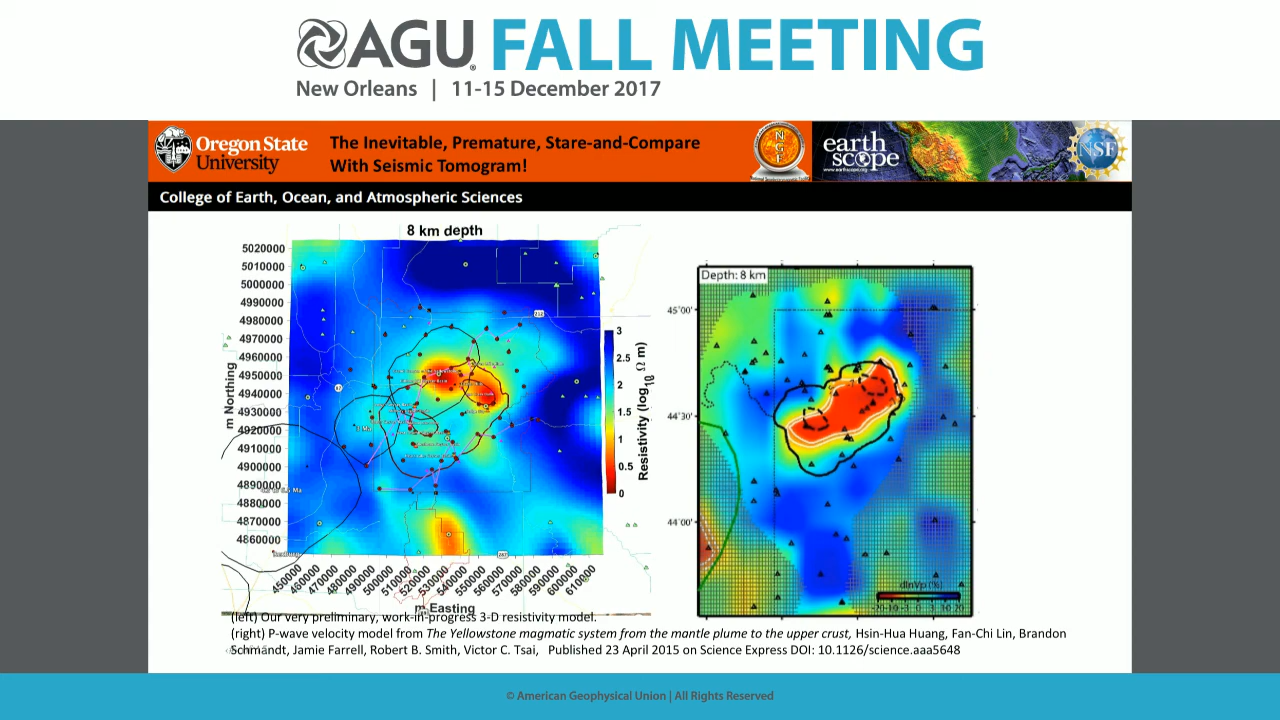 AGU FALL MEETING
New Orleans | 11-15 December 2017
Oregon State
University
The Inevitable, Premature, Stare-and-Compare
With Seismic Tomogram!
NGF
earth
scope
www.earthscope.org
NSF
College of Earth, Ocean, and Atmospheric Sciences
8 km depth
5020000
5010000
5000000
4990000
4980000
4970000
4960000
4950000
4940000
4930000
4920000
4910000
4900000
4890000
4880000
4870000
4860000
m Northing
450000
460000
470000
480000
490000
500000
510000
520000
530000
540000
550000
560000
570000
580000
590000
600000
610000
m Easting
3
2.5
2
1.5
1
0.5
0
Resistivity (log10 Ω m)
Depth: 8 km
45°00'
44°30'
44°00'
dlnVp (%)
(left) Our very preliminary, work-in-progress 3-D resistivity model.
(right) P-wave velocity model from The Yellowstone magmatic system from the mantle plume to the upper crust, Hsin-Hua Huang, Fan-Chi Lin, Brandon
Schmandt, Jamie Farrell, Robert B. Smith, Victor C. Tsai, Published 23 April 2015 on Science Express DOI: 10.1126/science.aaa5648
© American Geophysical Union | All Rights Reserved